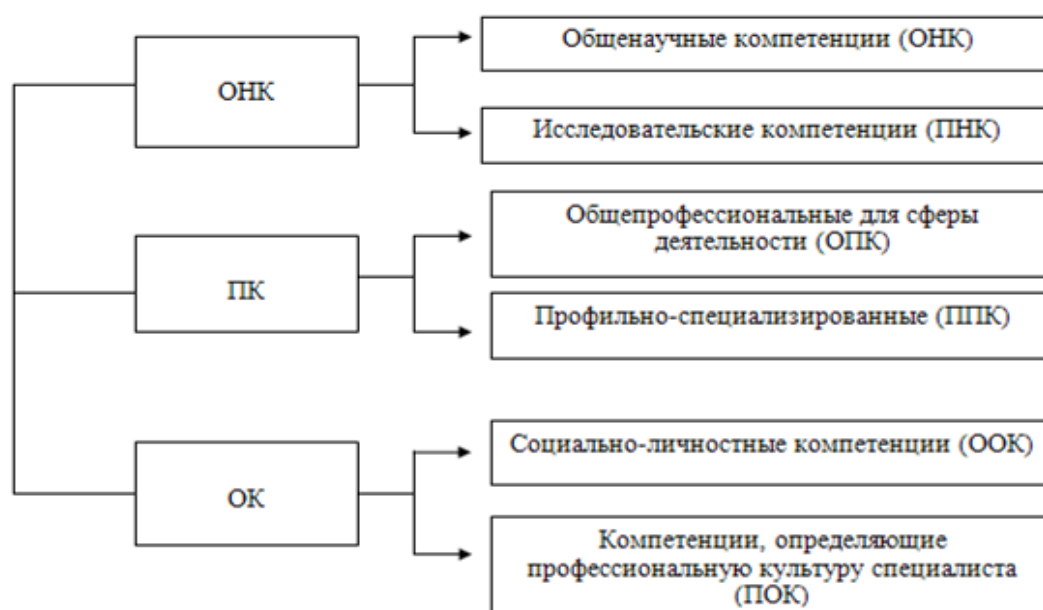 ОНК
Общенаучные компетенции (ОНК)
Исследовательские компетенции (ПНК)
ПК
Общепрофессиональные для сферы
деятельности (ОПК)
Профильно-специализированные (ППК)
ОК
Социально-личностные компетенции (ООК)
Компетенции, определяющие
профессиональную культуру специалиста
(ПОК)